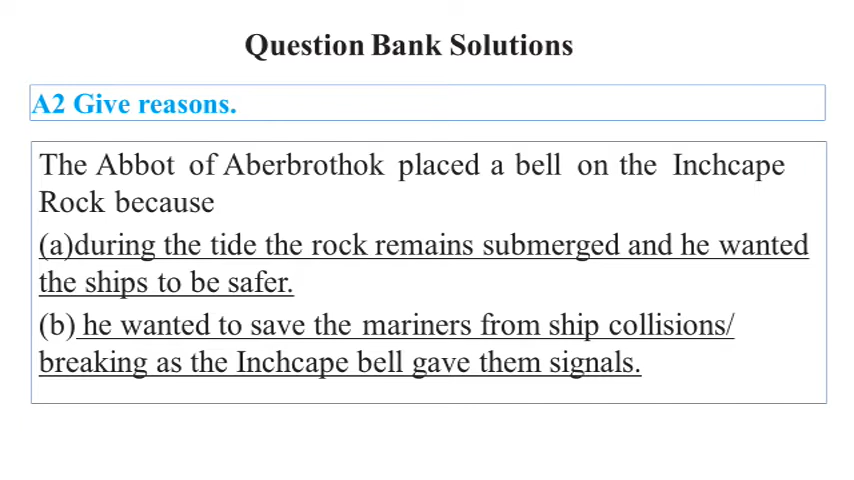 Question Bank Solutions
A2 Give reasons.
The Abbot of Aberbrothok placed a bell on the Inchcape
Rock because
(a)during the tide the rock remains submerged and he wanted
the ships to be safer.
(b) he wanted to save the mariners from ship collisions/
breaking as the Inchcape bell gave them signals.